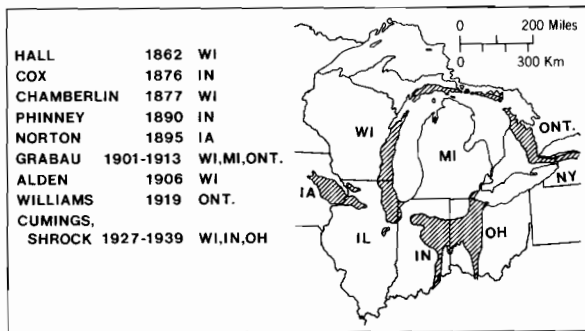 HALL 1862 WI
COX 1876 IN
CHAMBERLIN 1877 WI
PHINNEY 1890 IN
NORTON 1895 IA
GRABAU 1901-1913 WI,MI,ONT.
ALDEN 1906 WI
WILLIAMS 1919 ONT.
CUMINGS,
SHROCK 1927-1939 WI,IN,OH
0 200 Miles
0 300 Km
WI
ONT.
MI
NY
IA
IL
IN
OH